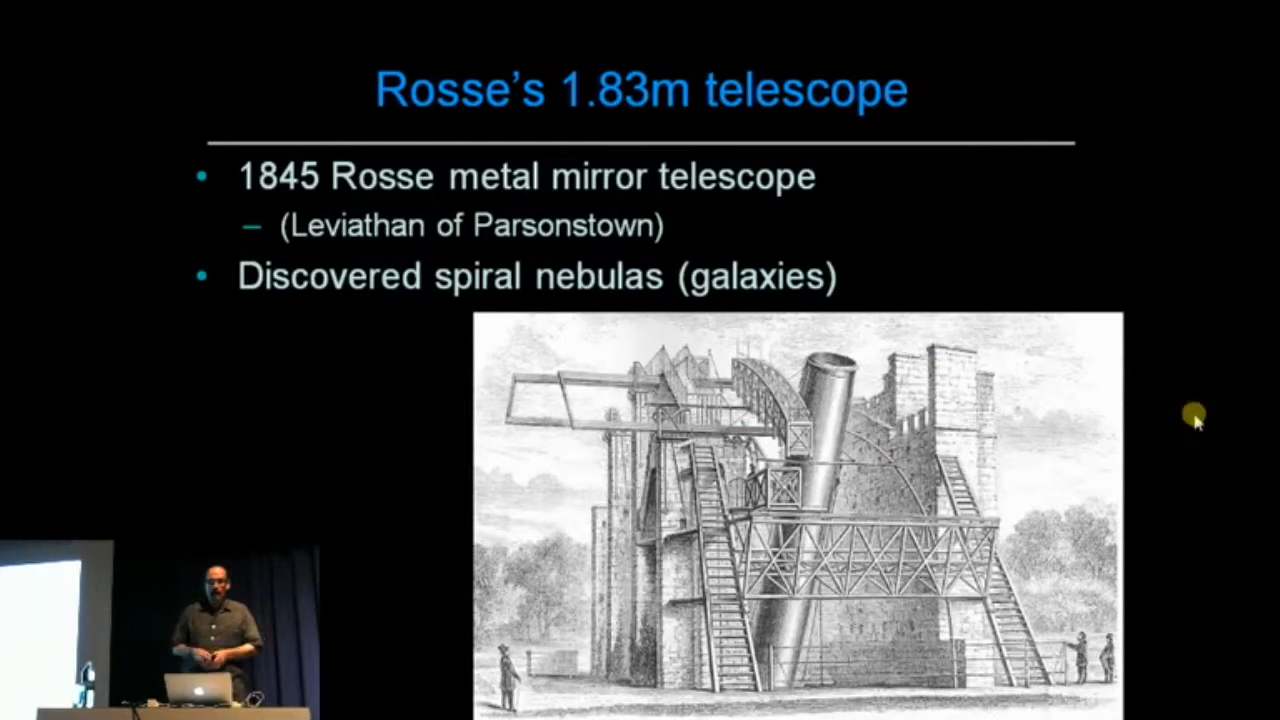 Rosse's 1.83m telescope
• 1845 Rosse metal mirror telescope
– (Leviathan of Parsonstown)
• Discovered spiral nebulas (galaxies)